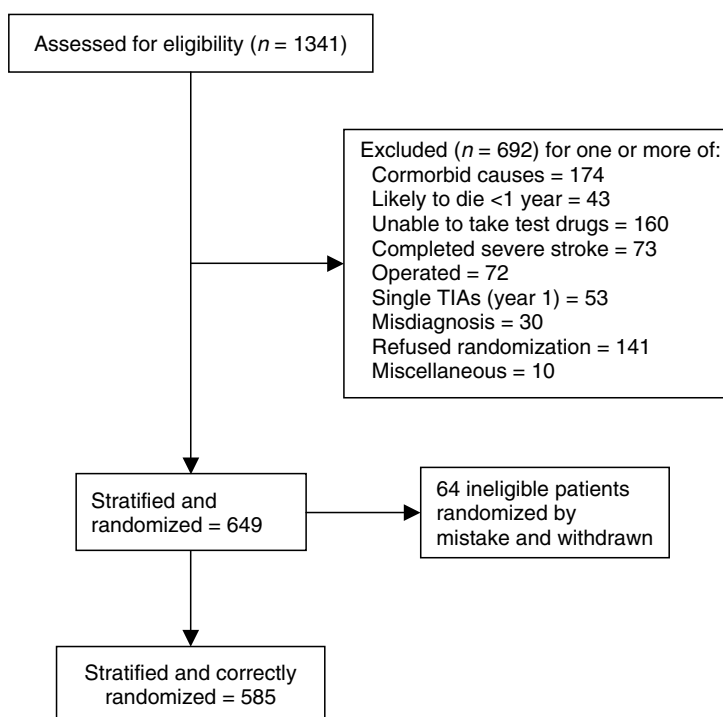 Assessed for eligibility (n = 1341)
Excluded (n = 692) for one or more of:
Cormorbid causes = 174
Likely to die <1 year = 43
Unable to take test drugs = 160
Completed severe stroke = 73
Operated = 72
Single TIAs (year 1) = 53
Misdiagnosis = 30
Refused randomization = 141
Miscellaneous = 10
Stratified and
randomized = 649
64 ineligible patients
randomized by
mistake and withdrawn
Stratified and correctly
randomized = 585